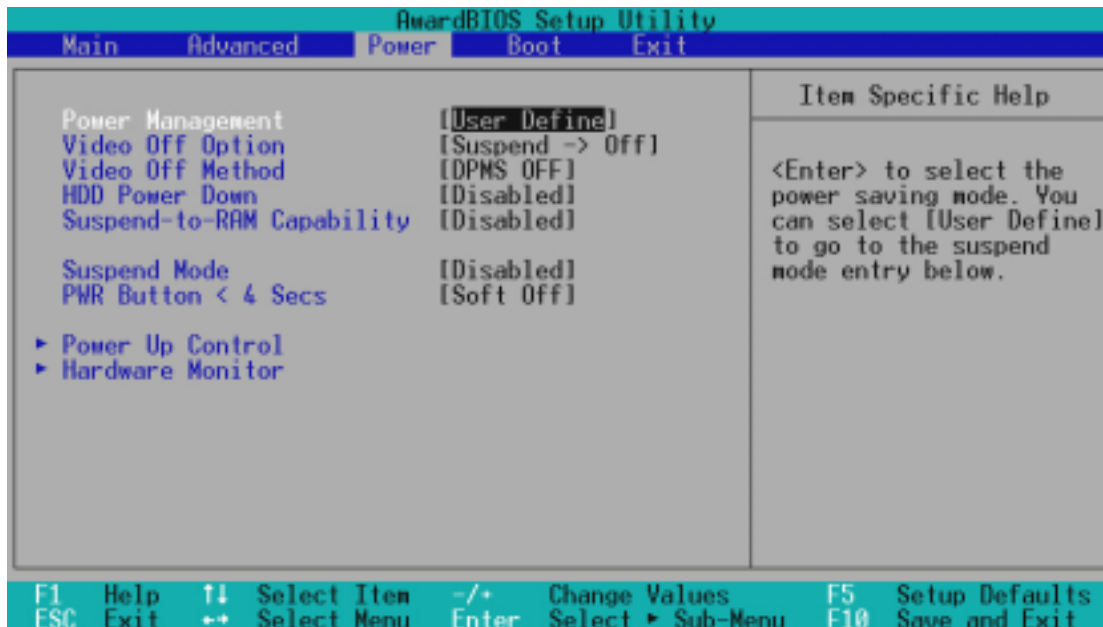 AwardBIOS Setup Utility
Main Advanced Power Boot Exit
Power Management [User Define]
Video Off Option [Suspend -> Off]
Video Off Method [DPMS OFF]
HDD Power Down [Disabled]
Suspend-to-RAM Capability [Disabled]
Suspend Mode [Disabled]
PWR Button < 4 Secs [Soft Off]
► Power Up Control
► Hardware Monitor
Item Specific Help
<Enter> to select the
power saving mode. You
can select [User Define]
to go to the suspend
mode entry below.
F1 Help ↑↓ Select Item -/+ Change Values F5 Setup Defaults
ESC Exit ←→ Select Menu Enter Select ► Sub-Menu F10 Save and Exit